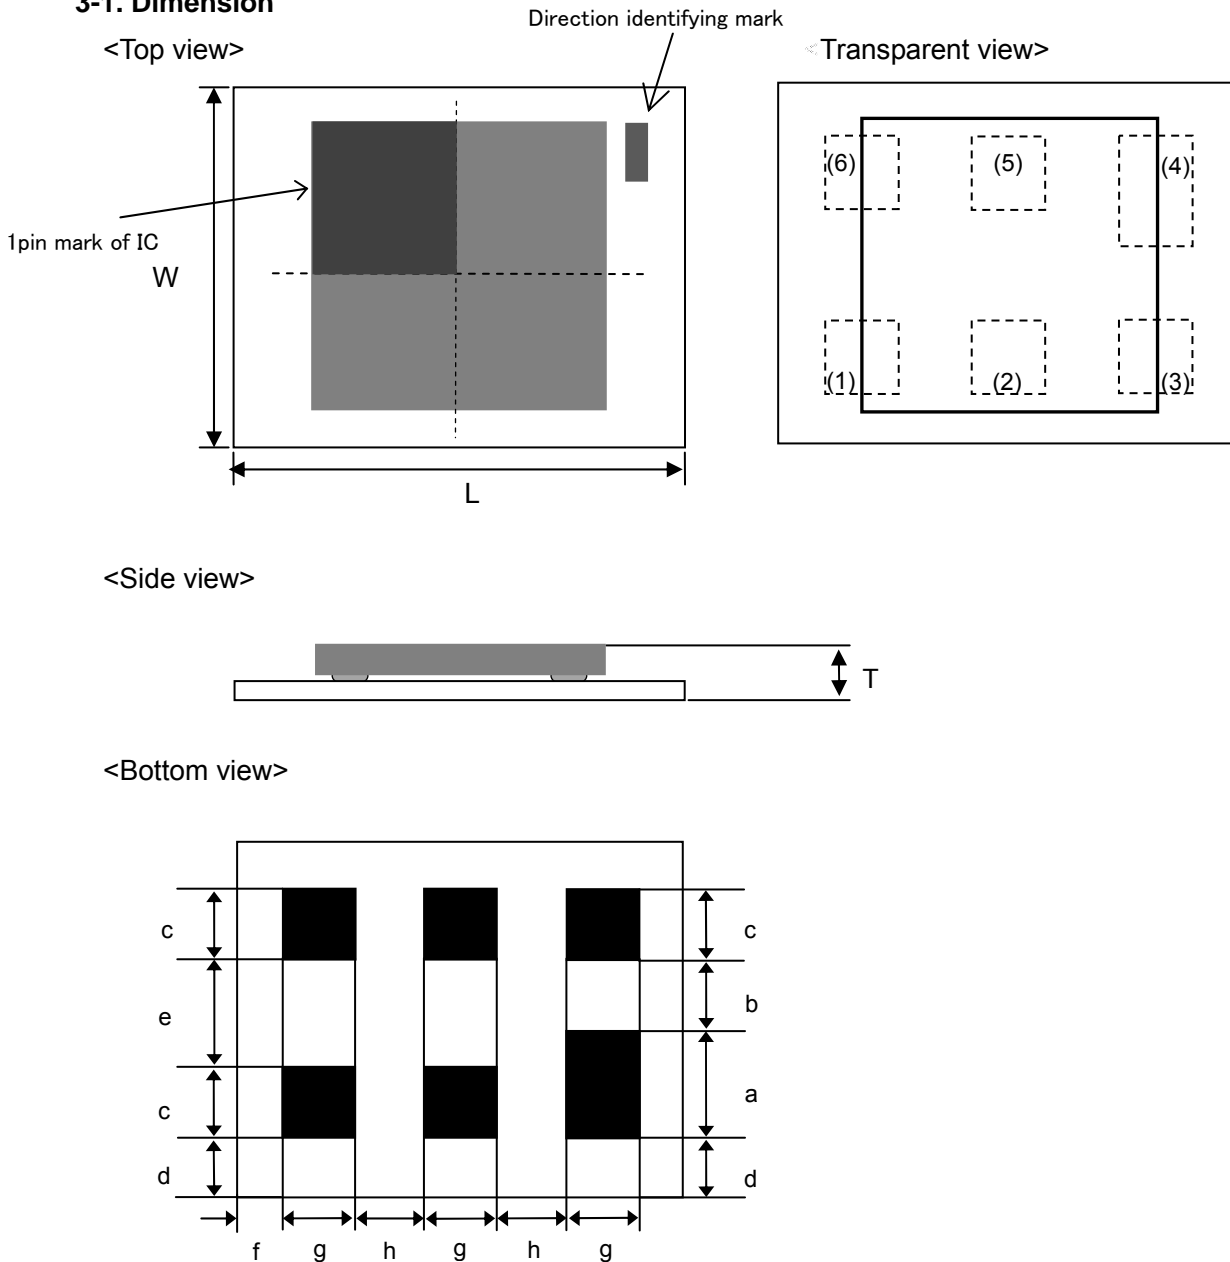 3-1. Dimension
Direction identifying mark
<Top view>
<Transparent view>
(6)
(5)
(4)
1pin mark of IC
W
(1)
(2)
(3)
L
<Side view>
T
<Bottom view>
c
c
e
b
c
a
d
d
f
g
h
g
h
g